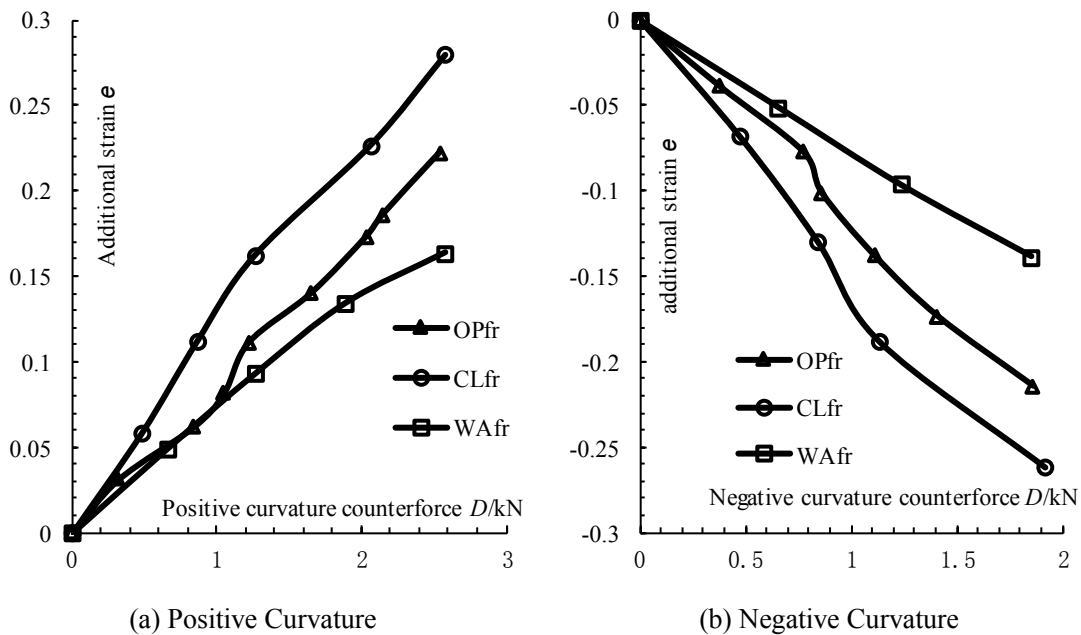 0.3
0.25
0.2
0.15
0.1
0.05
0
Additional strain e
OPfr
CLfr
WAfr
Positive curvature counterforce D/kN
0 1 2 3
(a) Positive Curvature
0
-0.05
-0.1
-0.15
-0.2
-0.25
-0.3
additional strain e
OPfr
CLfr
WAfr
Negative curvature counterforce D/kN
0 0.5 1 1.5 2
(b) Negative Curvature